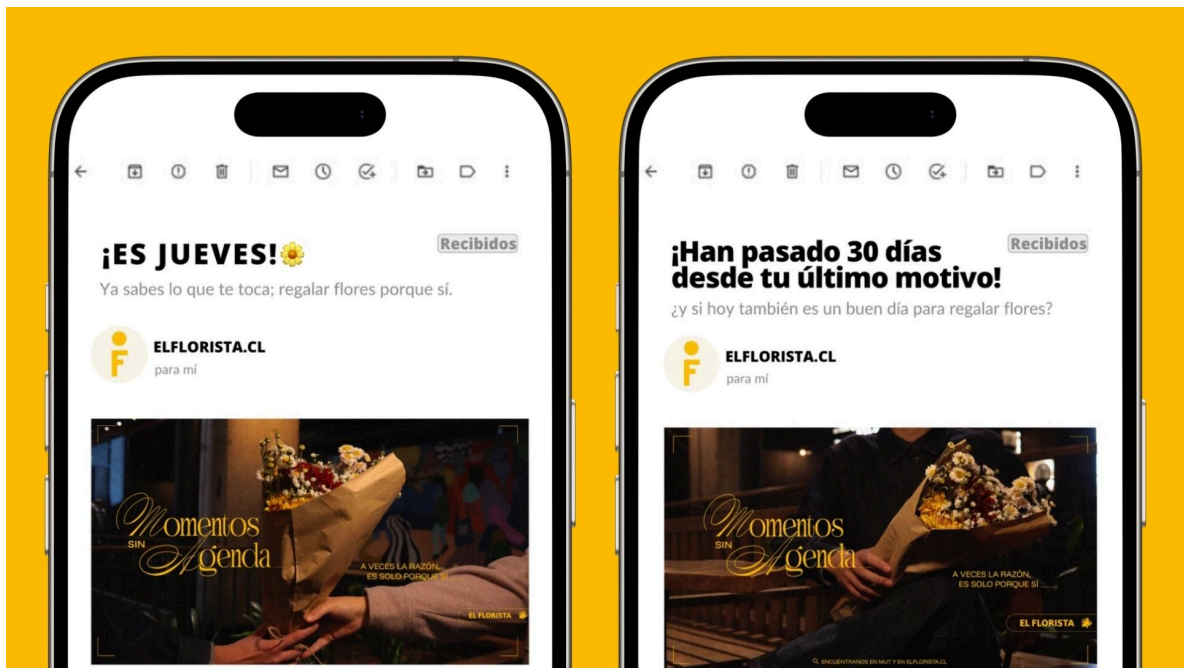 ¡ES JUEVES!🌼
Recibidos
Ya sabes lo que te toca; regalar flores porque sí.
F
ELFLORISTA.CL
para mí
Momentos
SIN
Agenda
A VECES LA RAZÓN,
ES SOLO PORQUE SÍ
EL FLORISTA
¡Han pasado 30 días
Recibidos
desde tu último motivo!
¿y si hoy también es un buen día para regalar flores?
F
ELFLORISTA.CL
para mí
Momentos
SIN
Agenda
A VECES LA RAZÓN,
ES SOLO PORQUE SÍ
EL FLORISTA
ENCUÉNTRANOS EN MUT Y EN ELFLORISTA.CL